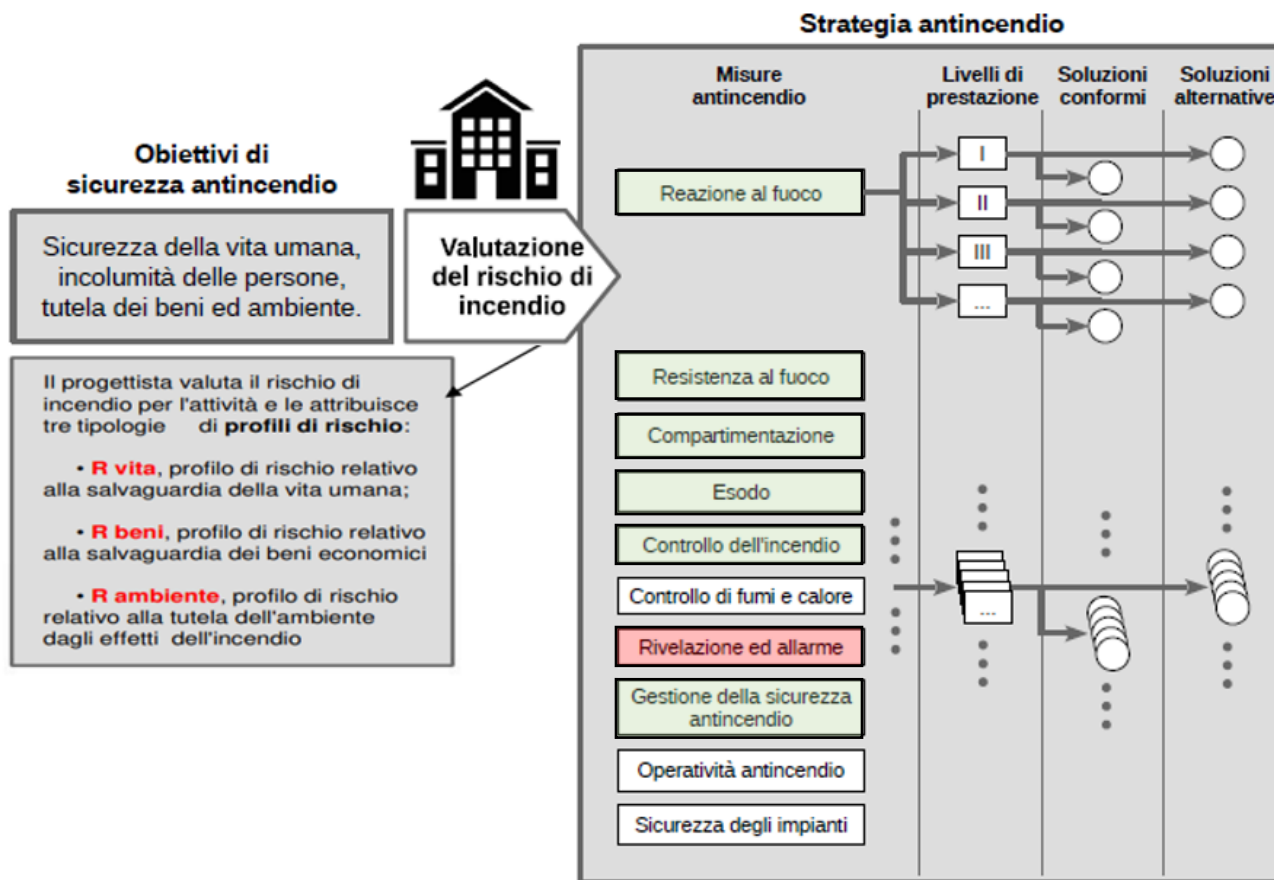 Strategia antincendio
Misure
antincendio
Livelli di
prestazione
Soluzioni
conformi
Soluzioni
alternative
Obiettivi di
sicurezza antincendio
Sicurezza della vita umana,
incolumità delle persone,
tutela dei beni ed ambiente.
Valutazione
del rischio di
incendio
Il progettista valuta il rischio di
incendio per l'attività e le attribuisce
tre tipologie di profili di rischio:
• R vita, profilo di rischio relativo
alla salvaguardia della vita umana;
• R beni, profilo di rischio relativo
alla salvaguardia dei beni economici
• R ambiente, profilo di rischio
relativo alla tutela dell'ambiente
dagli effetti dell'incendio
Reazione al fuoco
I
II
III
...
Resistenza al fuoco
Compartimentazione
Esodo
Controllo dell'incendio
Controllo di fumi e calore
...
Rivelazione ed allarme
Gestione della sicurezza
antincendio
Operatività antincendio
Sicurezza degli impianti